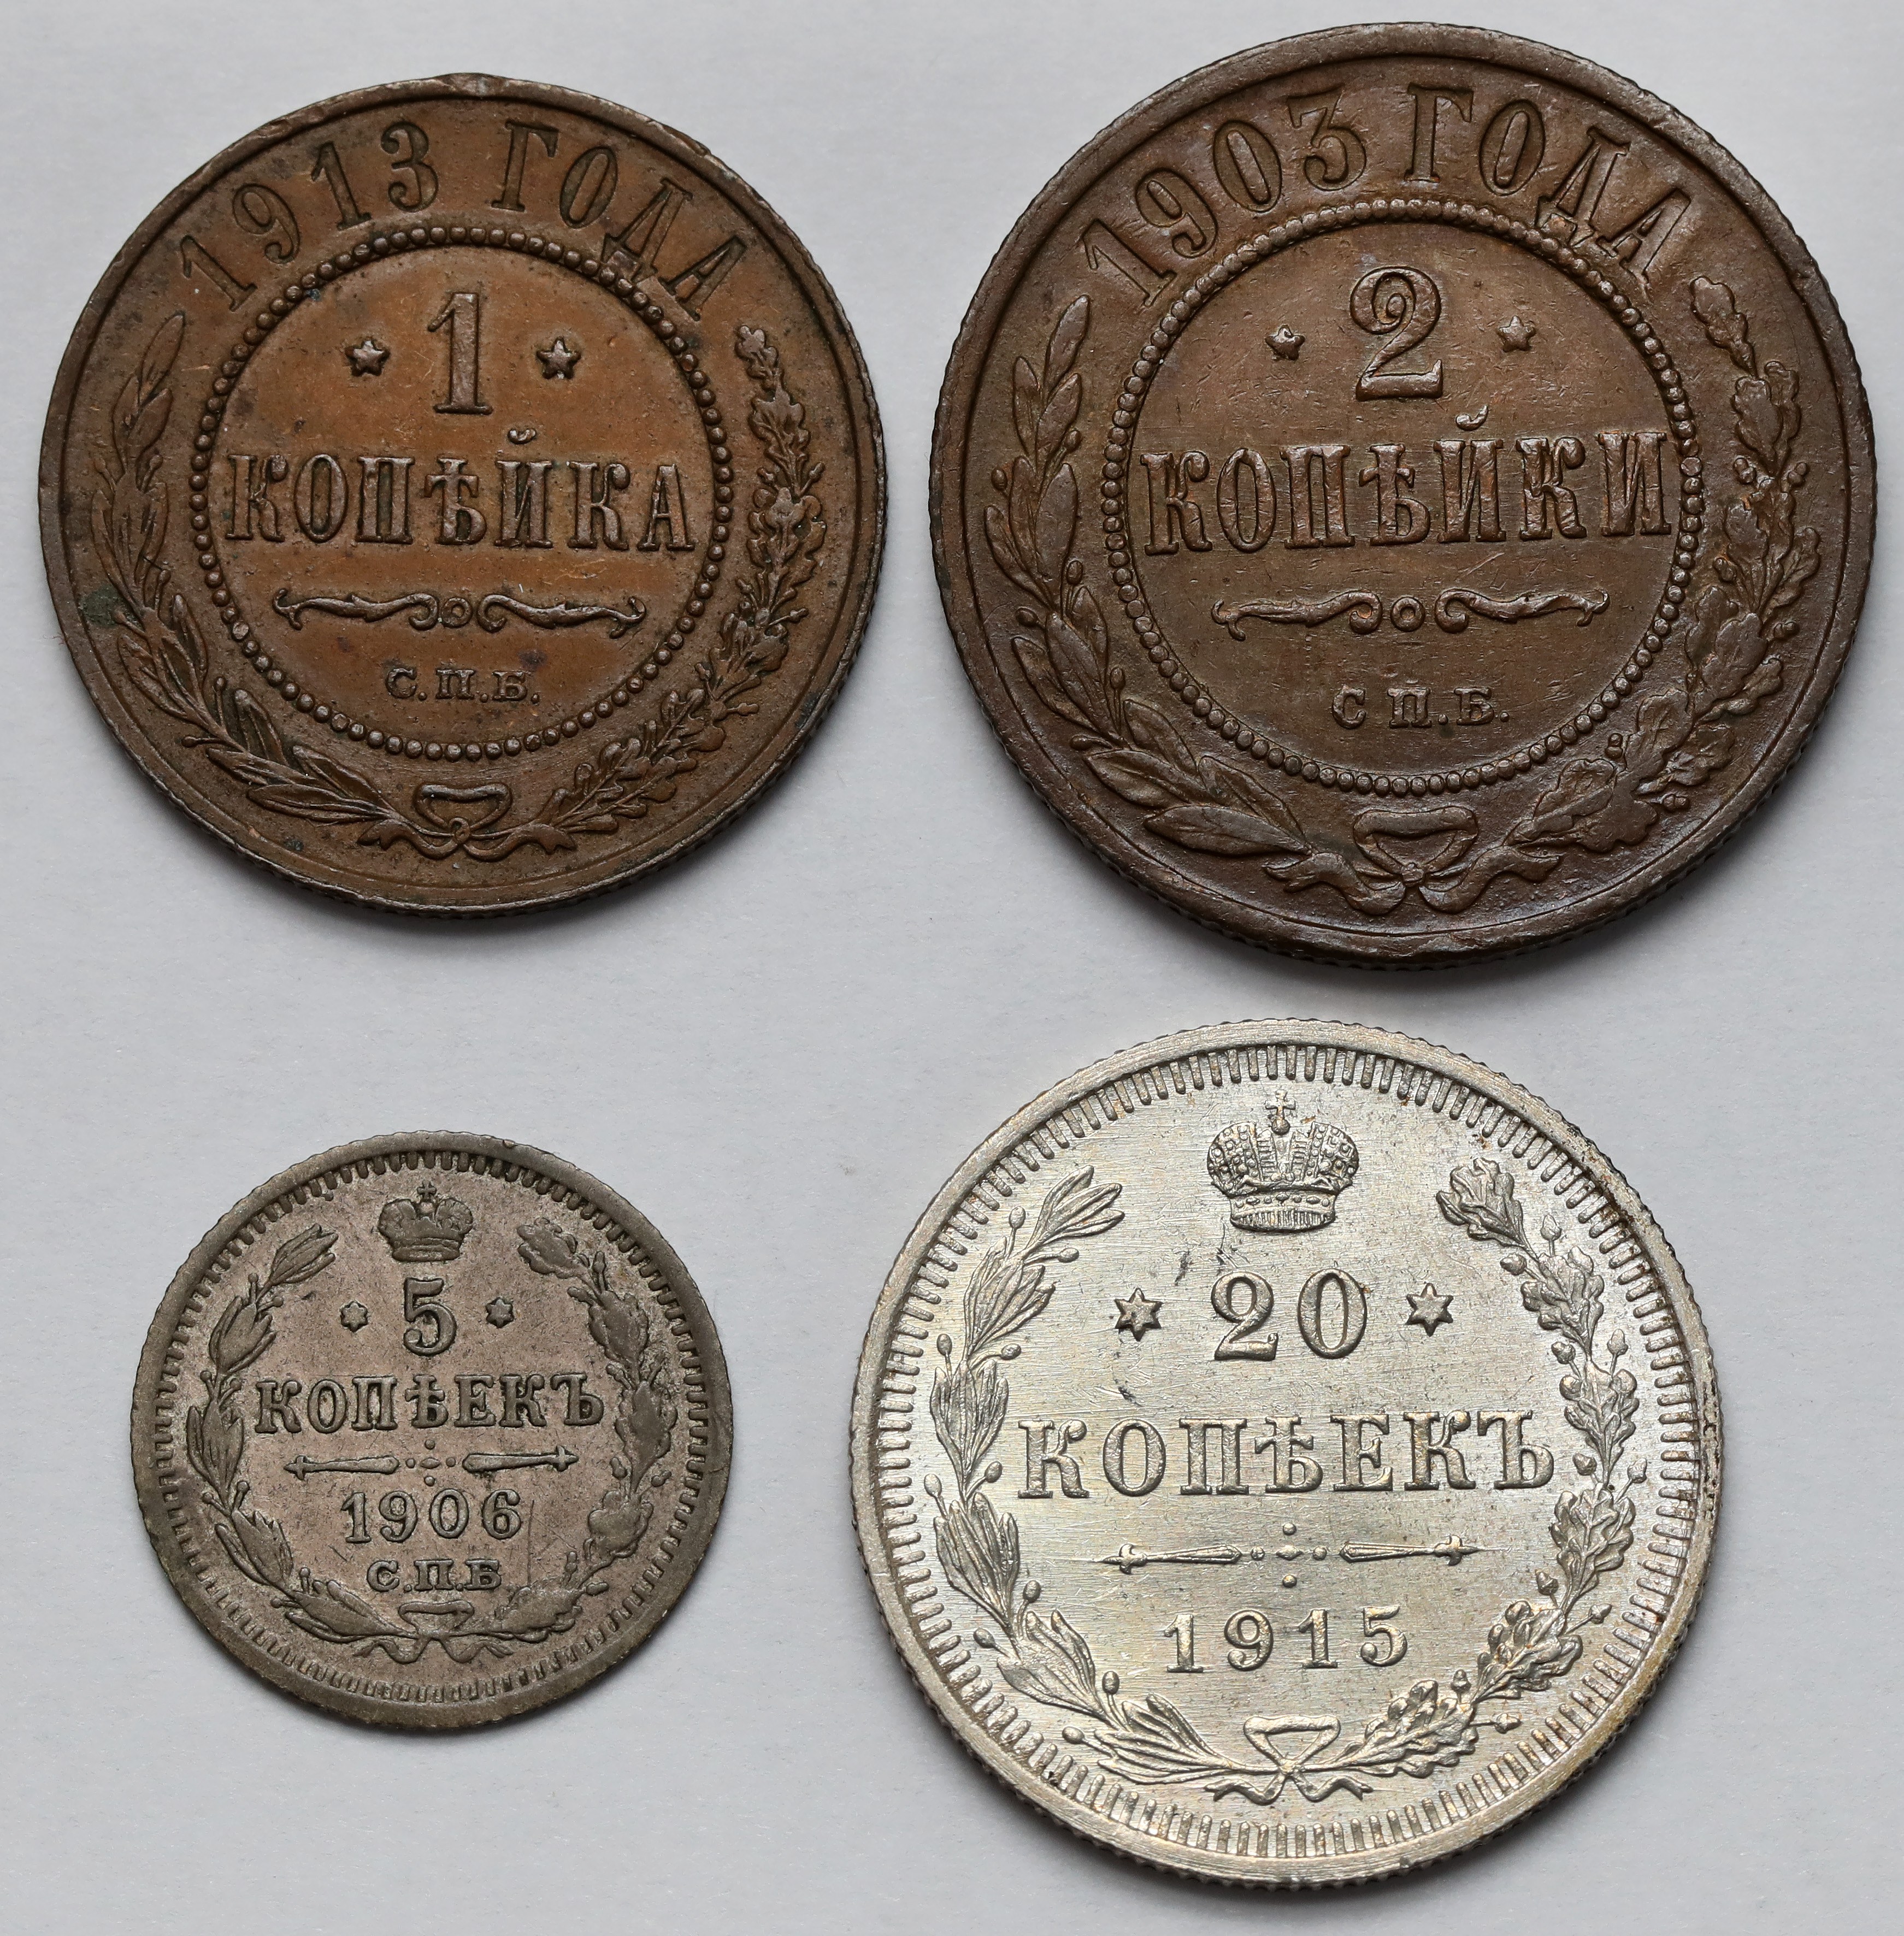 1913 ГОДА
1
КОПѢЙКА
С.П.Б.
1903 ГОДА
2
КОПѢЙКИ
С П.Б.
5
КОПѢЕКЪ
1906
С.П.Б
20
КОПѢЕКЪ
1915